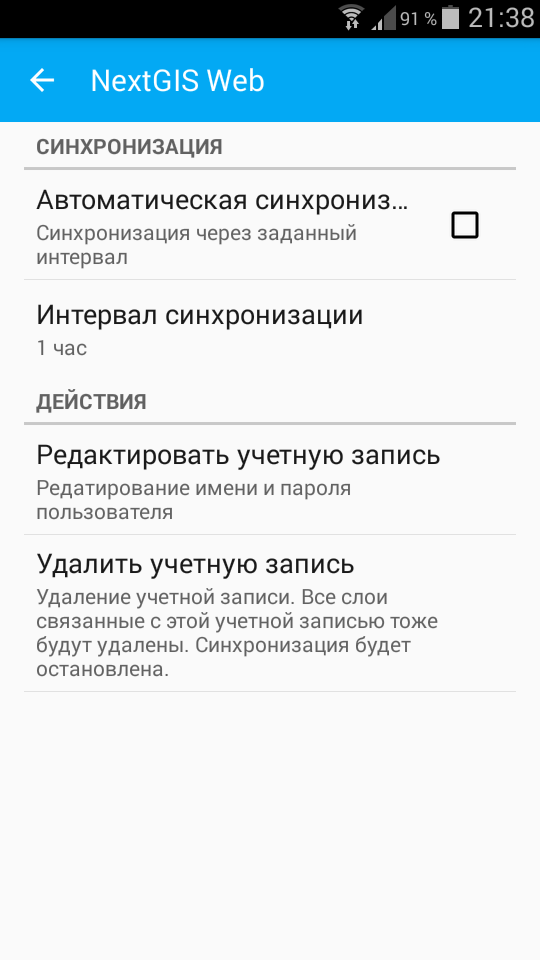 91 % 21:38
NextGIS Web
СИНХРОНИЗАЦИЯ
Автоматическая синхрониз...
Синхронизация через заданный
интервал
Интервал синхронизации
1 час
ДЕЙСТВИЯ
Редактировать учетную запись
Редатирование имени и пароля
пользователя
Удалить учетную запись
Удаление учетной записи. Все слои
связанные с этой учетной записью тоже
будут удалены. Синхронизация будет
остановлена.